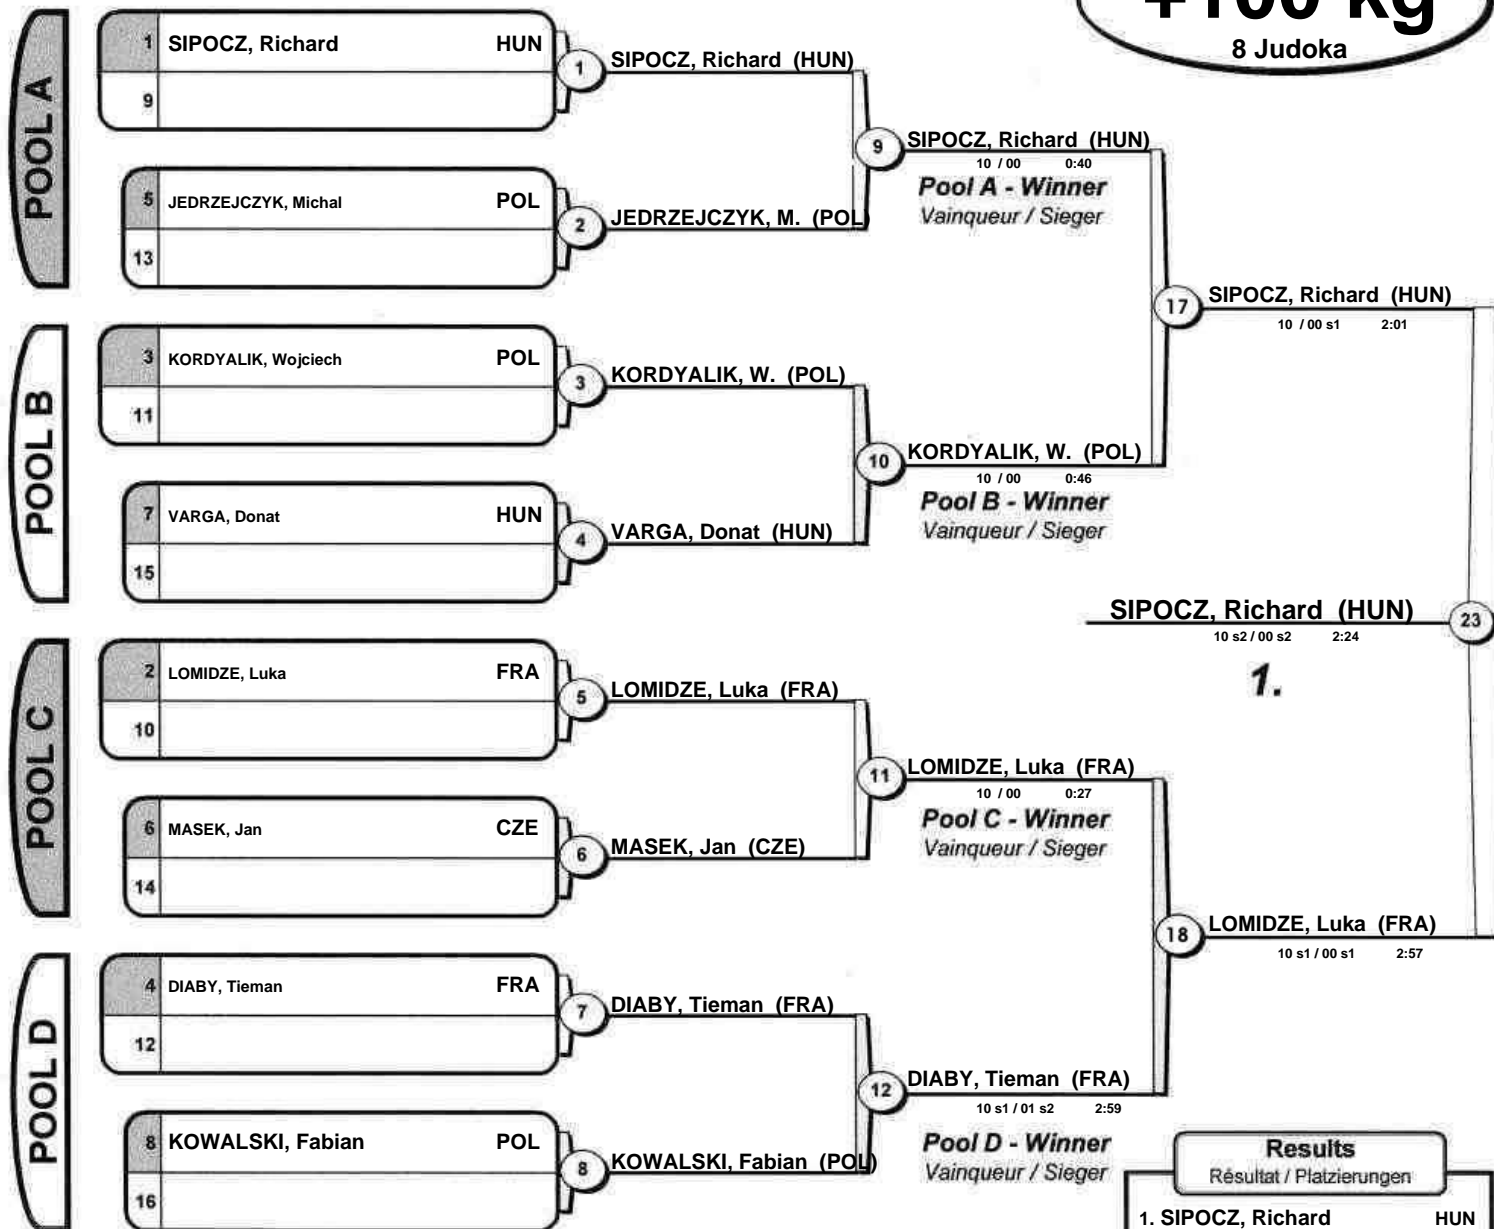 +100 kg
8 Judoka
POOL A
1 SIPOCZ, Richard HUN
9
5 JEDRZEJCZYK, Michal POL
13
1 SIPOCZ, Richard (HUN)
2 JEDRZEJCZYK, M. (POL)
9 SIPOCZ, Richard (HUN)
10 / 00 0:40
Pool A - Winner
Vainqueur / Sieger
POOL B
3 KORDYALIK, Wojciech POL
11
7 VARGA, Donat HUN
15
3 KORDYALIK, W. (POL)
4 VARGA, Donat (HUN)
10 KORDYALIK, W. (POL)
10 / 00 0:46
Pool B - Winner
Vainqueur / Sieger
17 SIPOCZ, Richard (HUN)
10 / 00 s1 2:01
SIPOCZ, Richard (HUN) 23
10 s2 / 00 s2 2:24
1.
POOL C
2 LOMIDZE, Luka FRA
10
6 MASEK, Jan CZE
14
5 LOMIDZE, Luka (FRA)
6 MASEK, Jan (CZE)
11 LOMIDZE, Luka (FRA)
10 / 00 0:27
Pool C - Winner
Vainqueur / Sieger
18 LOMIDZE, Luka (FRA)
10 s1 / 00 s1 2:57
POOL D
4 DIABY, Tieman FRA
12
8 KOWALSKI, Fabian POL
16
7 DIABY, Tieman (FRA)
8 KOWALSKI, Fabian (POL)
12 DIABY, Tieman (FRA)
10 s1 / 01 s2 2:59
Pool D - Winner
Vainqueur / Sieger
Results
Résultat / Platzierungen
1. SIPOCZ, Richard HUN